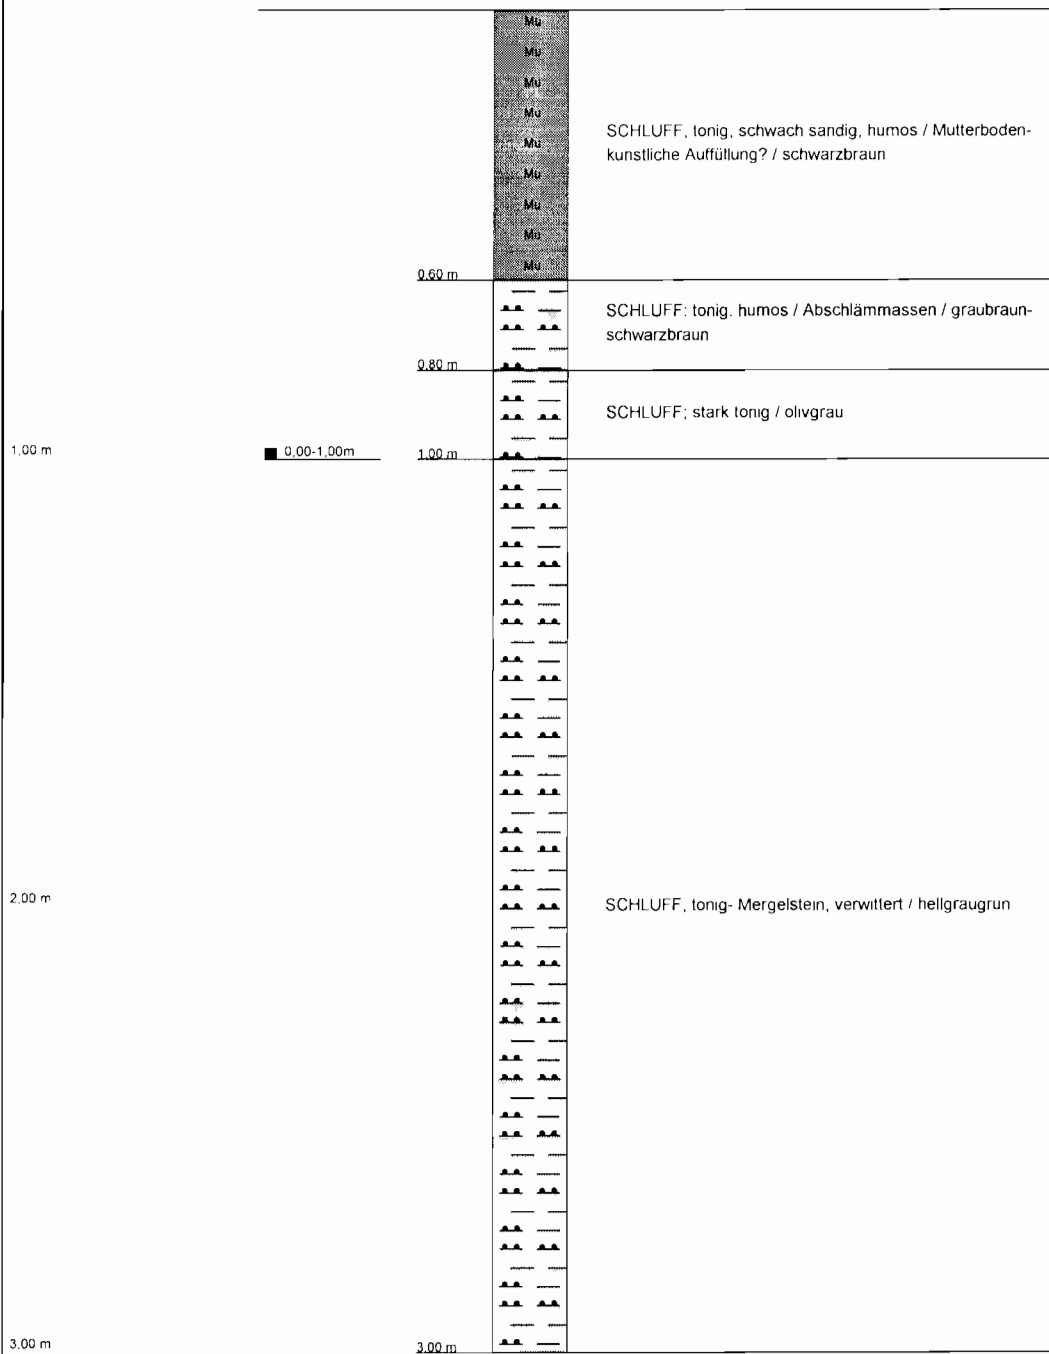 Mu
Mu
Mu
Mu
Mu
Mu
Mu
Mu
Mu
SCHLUFF, tonig, schwach sandig, humos / Mutterboden-
kunstliche Auffüllung? / schwarzbraun
0.60 m
SCHLUFF: tonig. humos / Abschlämmassen / graubraun-
schwarzbraun
0.80 m
SCHLUFF; stark tonig / olivgrau
1,00 m
0,00-1,00m
1.00 m
2.00 m
SCHLUFF, tonig- Mergelstein, verwittert / hellgraugrun
3.00 m
3.00 m